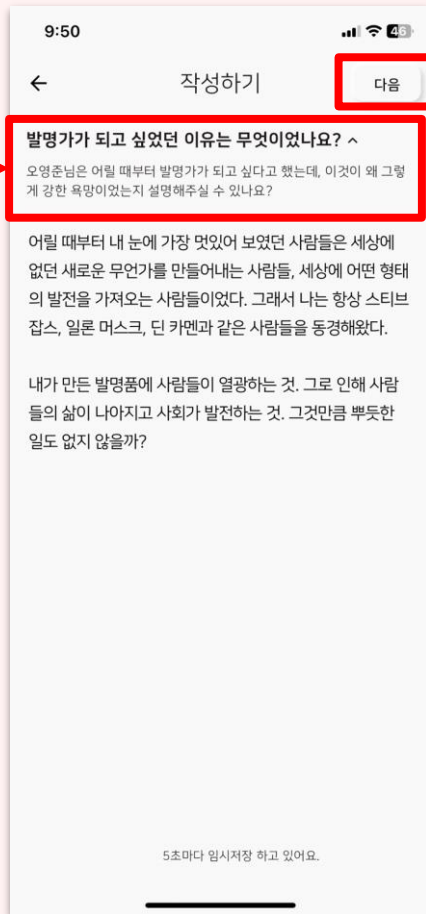 9:50
46
작성하기
다음
발명가가 되고 싶었던 이유는 무엇이었나요?
오영준님은 어릴 때부터 발명가가 되고 싶다고 했는데, 이것이 왜 그렇
게 강한 욕망이었는지 설명해주실 수 있나요?
어릴 때부터 내 눈에 가장 멋있어 보였던 사람들은 세상에
없던 새로운 무언가를 만들어내는 사람들, 세상에 어떤 형태
의 발전을 가져오는 사람들이었다. 그래서 나는 항상 스티브
잡스, 일론 머스크, 딘 카멘과 같은 사람들을 동경해왔다.
내가 만든 발명품에 사람들이 열광하는 것. 그로 인해 사람
들의 삶이 나아지고 사회가 발전하는 것. 그것만큼 뿌듯한
일도 없지 않을까?
5초마다 임시저장 하고 있어요.